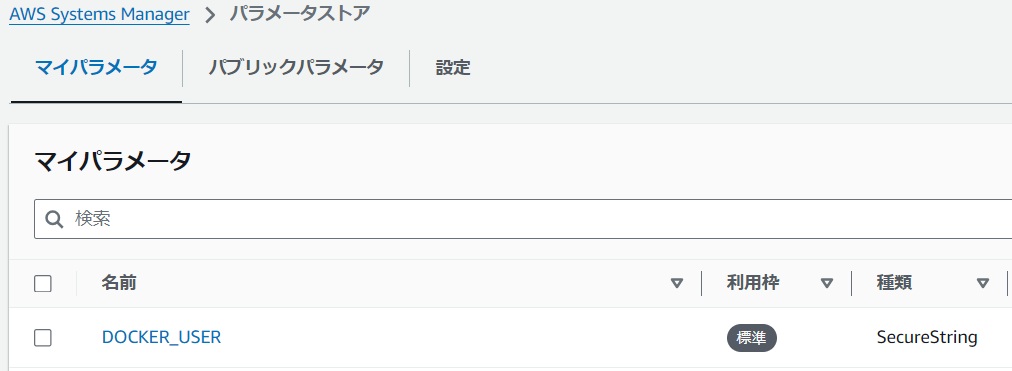 AWS Systems Manager > パラメータストア
マイパラメータ パブリックパラメータ 設定
マイパラメータ
検索
名前 利用枠 種類
DOCKER_USER 標準 SecureString